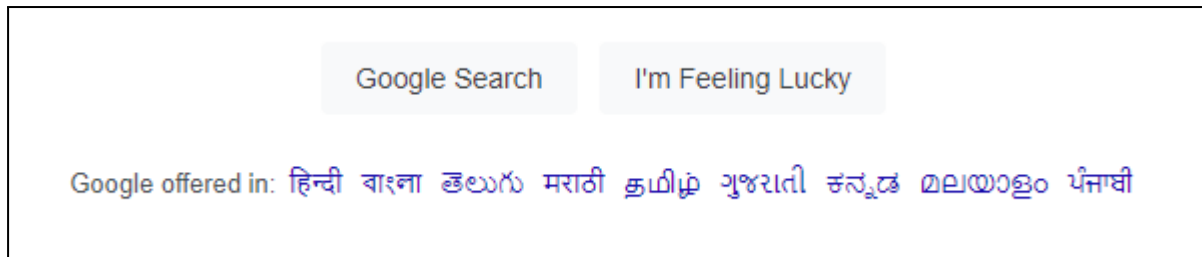 Google Search I'm Feeling Lucky
Google offered in: हिन्दी বাংলা తెలుగు मराठी தமிழ் ગુજરાતી ಕನ್ನಡ മലയാളം ਪੰਜਾਬੀ